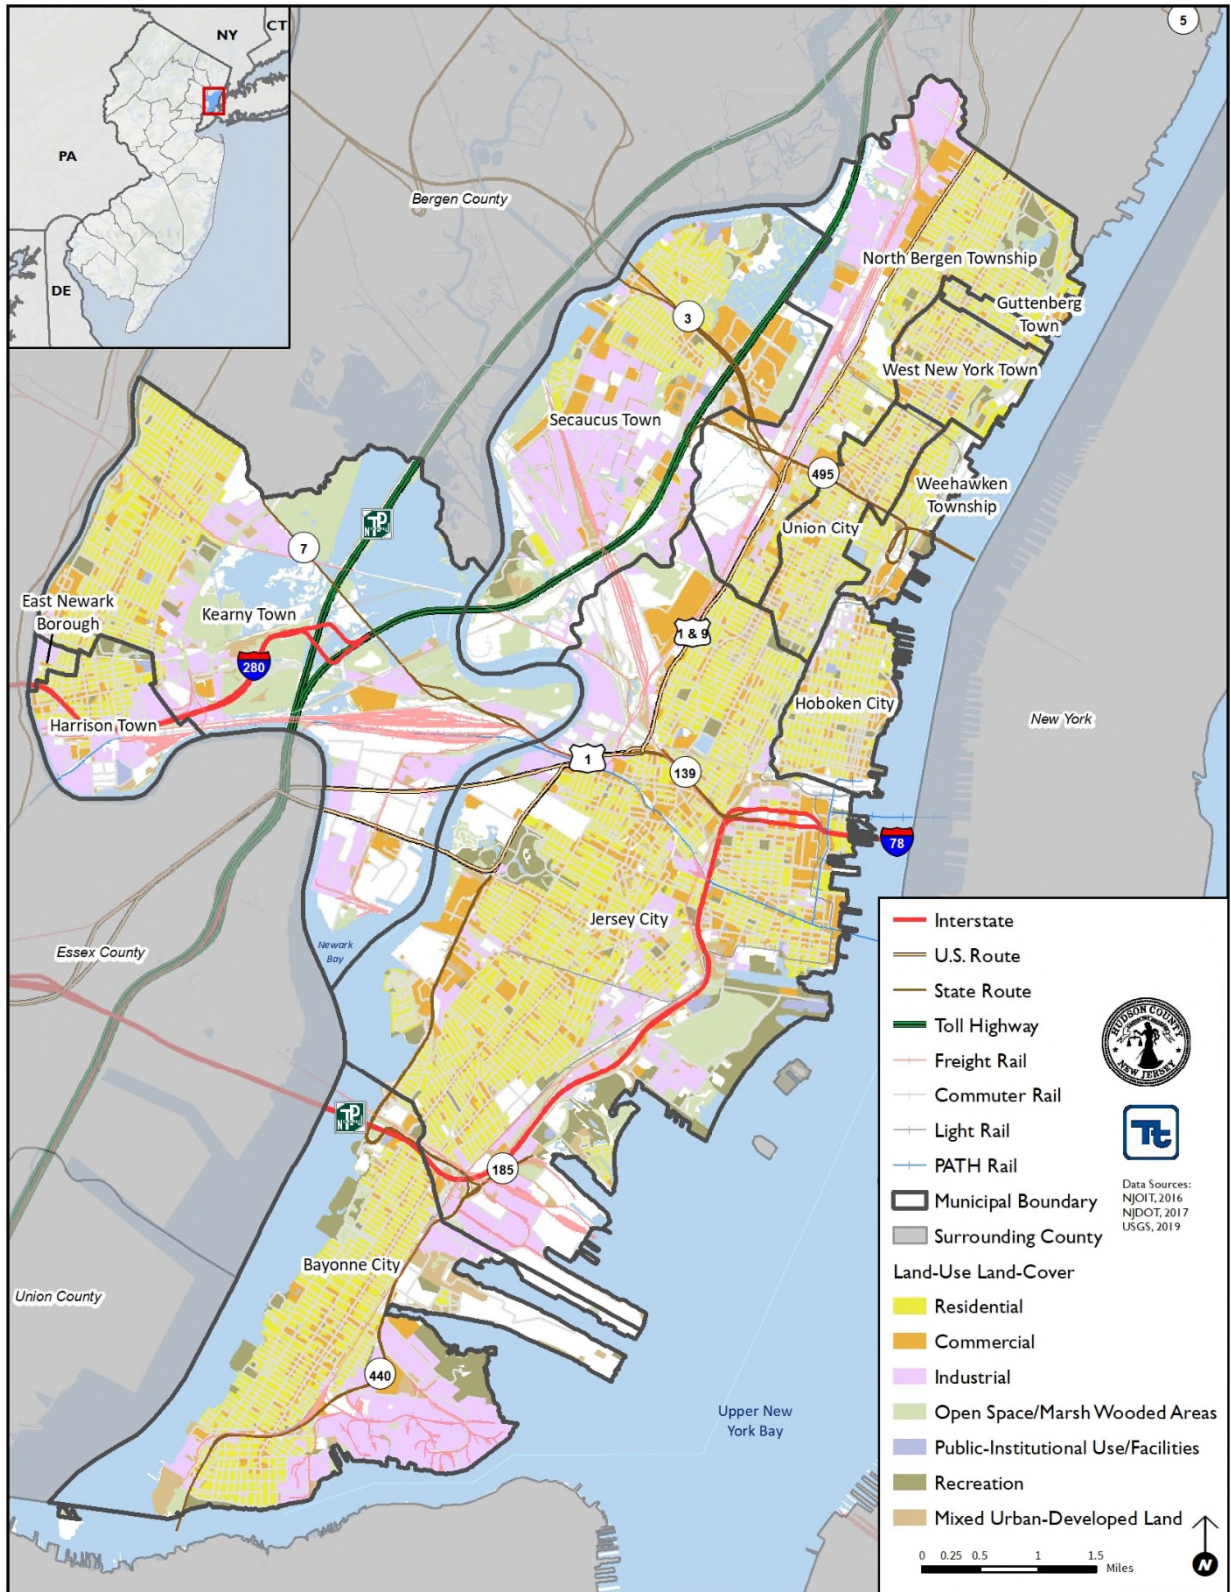 NY
CT
PA
DE
5
Bergen County
North Bergen Township
Guttenberg
Town
3
West New York Town
Secaucus Town
495
Weehawken
Township
Union City
7
East Newark
Borough
Kearny Town
1 & 9
280
Hoboken City
Harrison Town
New York
1
139
78
Jersey City
Newark
Bay
Essex County
185
Bayonne City
Union County
440
Upper New
York Bay
Interstate
U.S. Route
State Route
Toll Highway
Freight Rail
Commuter Rail
Light Rail
PATH Rail
Municipal Boundary
Surrounding County
HUDSON COUNTY
NEW JERSEY
Tt
Data Sources:
NJOIT, 2016
NJDOT, 2017
USGS, 2019
Land-Use Land-Cover
Residential
Commercial
Industrial
Open Space/Marsh Wooded Areas
Public-Institutional Use/Facilities
Recreation
Mixed Urban-Developed Land
0 0.25 0.5 1 1.5
Miles
N